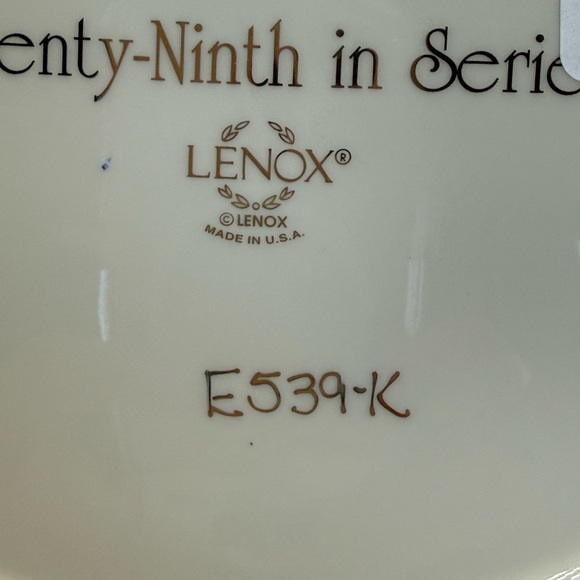 enty-Ninth in Serie
LENOX®
© LENOX
MADE IN U.S.A.
E539-K